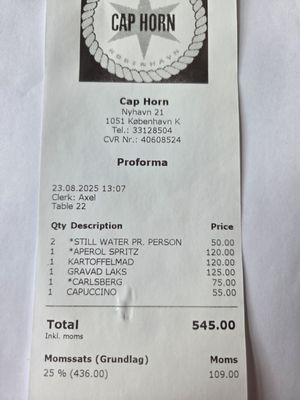 CAP HORN
KØBENHAVN
Cap Horn
Nyhavn 21
1051 København K
Tel.: 33128504
CVR Nr.: 40608524
Proforma
23.08.2025 13:07
Clerk: Axel
Table 22
Qty Description Price
2 *STILL WATER PR. PERSON 50.00
1 *APEROL SPRITZ 120.00
1 KARTOFFELMAD 120.00
1 GRAVAD LAKS 125.00
1 *CARLSBERG 75.00
1 CAPUCCINO 55.00
Total 545.00
Inkl. moms
Momssats (Grundlag) Moms
25 % (436.00) 109.00